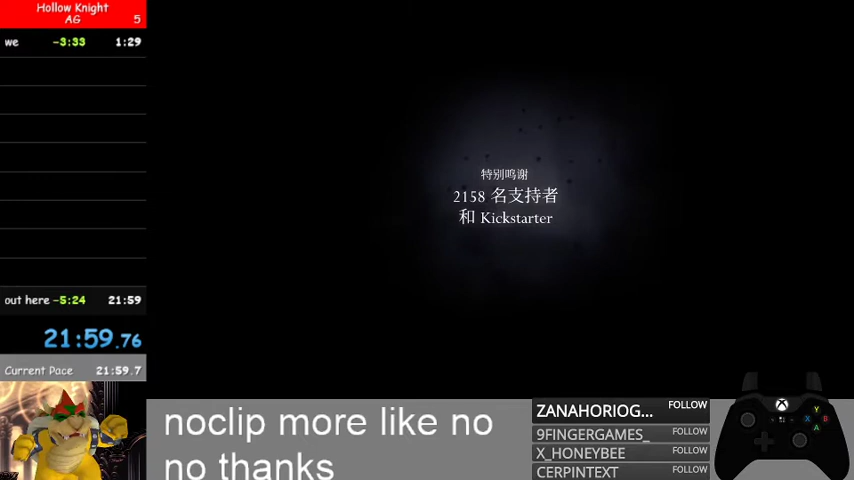 Hollow Knight
AG 5
we -3:33 1:29
out here -5:24 21:59
21:59.76
Current Pace 21:59.7
特别鸣谢
2158 名支持者
和 Kickstarter
noclip more like no
no thanks
ZANAHORIOG... FOLLOW
9FINGERGAMES_ FOLLOW
X_HONEYBEE FOLLOW
CERPINTEXT FOLLOW
Y
X B
A